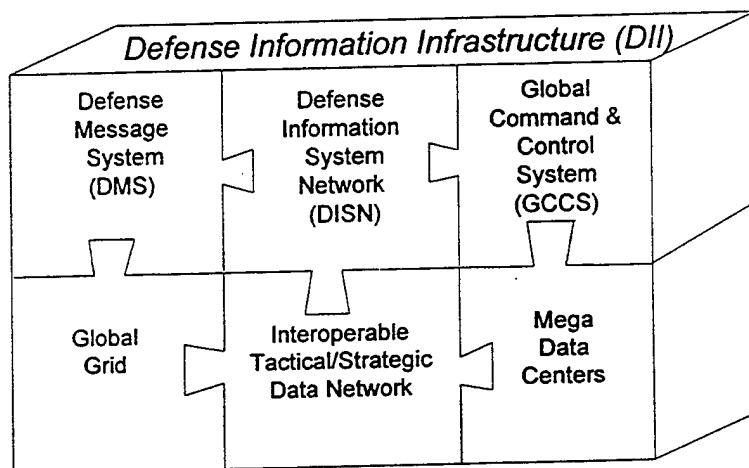 Defense Information Infrastructure (DII)
Defense
Message
System
(DMS)
Defense
Information
System
Network
(DISN)
Global
Command &
Control
System
(GCCS)
Global
Grid
Interoperable
Tactical/Strategic
Data Network
Mega
Data
Centers